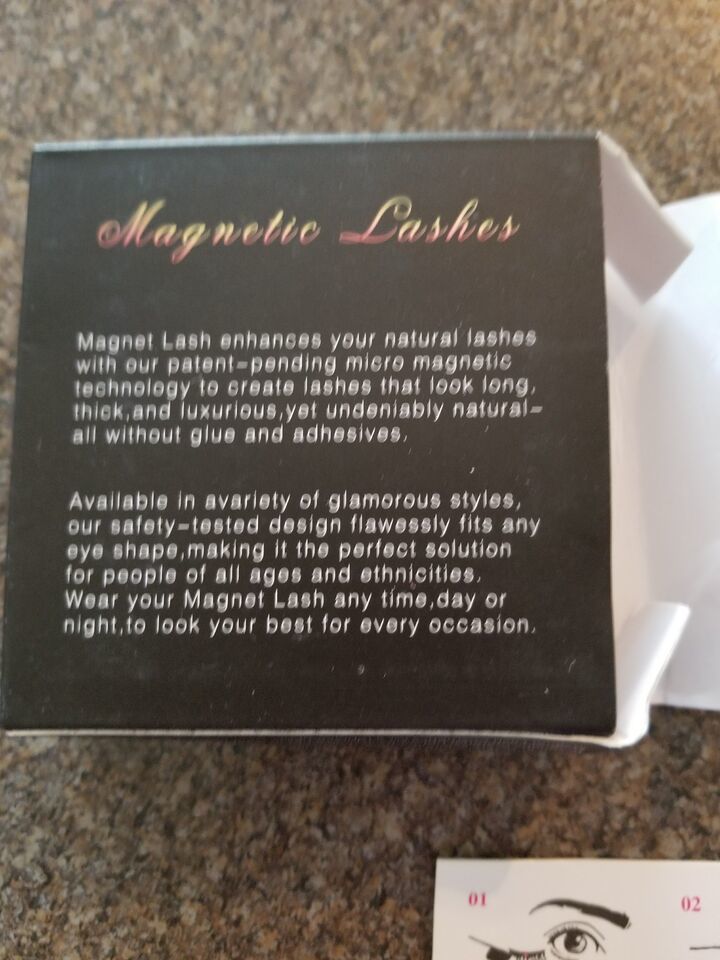 Magnetic Lashes
Magnet Lash enhances your natural lashes
with our patent-pending micro magnetic
technology to create lashes that look long,
thick,and luxurious,yet undeniably natural-
all without glue and adhesives,
Available in avariety of glamorous styles,
our safety-tested design flawessly fits any
eye shape,making it the perfect solution
for people of all ages and ethnicities.
Wear your Magnet Lash any time,day or
night,to look your best for every occasion.
01
02